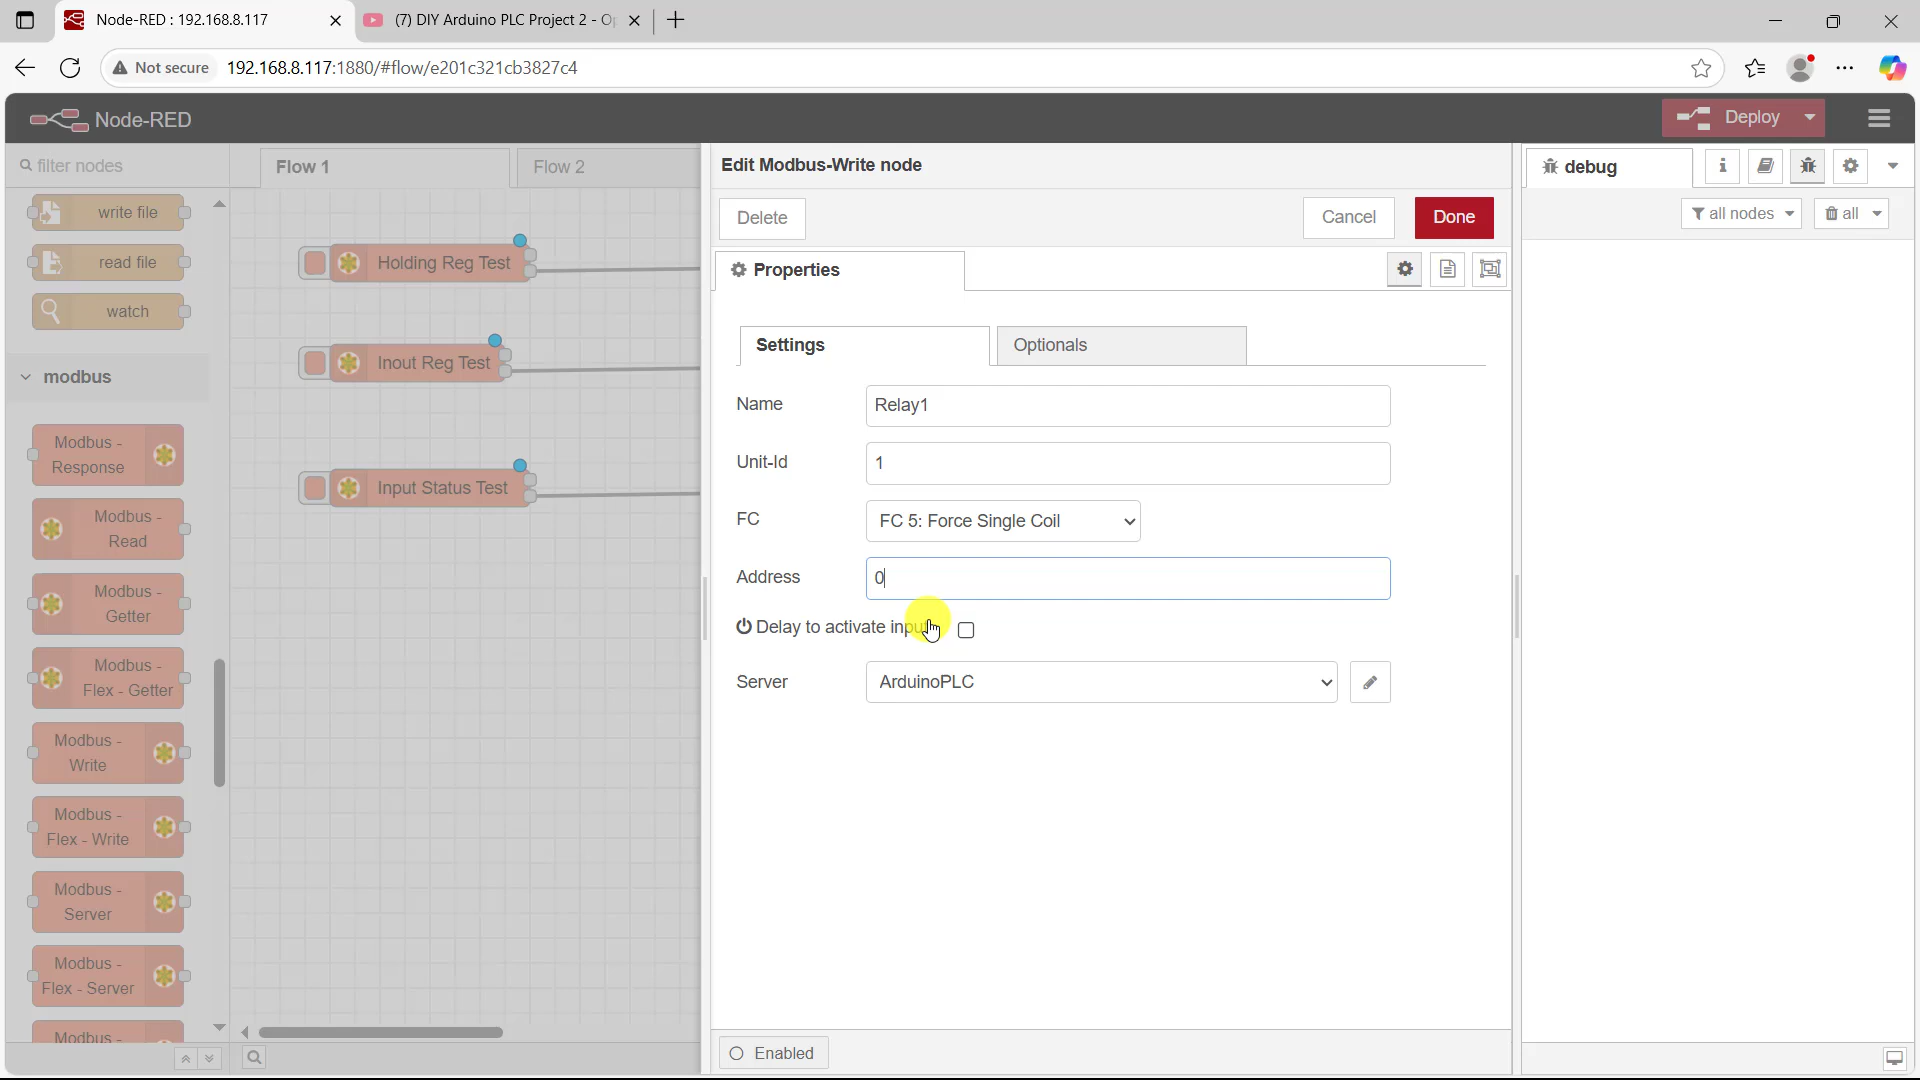 Node-RED : 192.168.8.117
(7) DIY Arduino PLC Project 2 - O
Not secure
192.168.8.117:1880/#flow/e201c321cb3827c4
Node-RED
Deploy
filter nodes
Flow 1
Flow 2
Edit Modbus-Write node
debug
write file
Delete
Cancel
Done
all nodes
all
read file
Holding Reg Test
Properties
watch
Settings
Optionals
Inout Reg Test
modbus
Name
Relay1
Modbus -
Response
Unit-Id
1
Input Status Test
Modbus -
Read
FC
FC 5: Force Single Coil
Modbus -
Getter
Address
0
Delay to activate input
Modbus -
Flex - Getter
Server
ArduinoPLC
Modbus -
Write
Modbus -
Flex - Write
Modbus -
Server
Modbus -
Flex - Server
Modbus -
Enabled